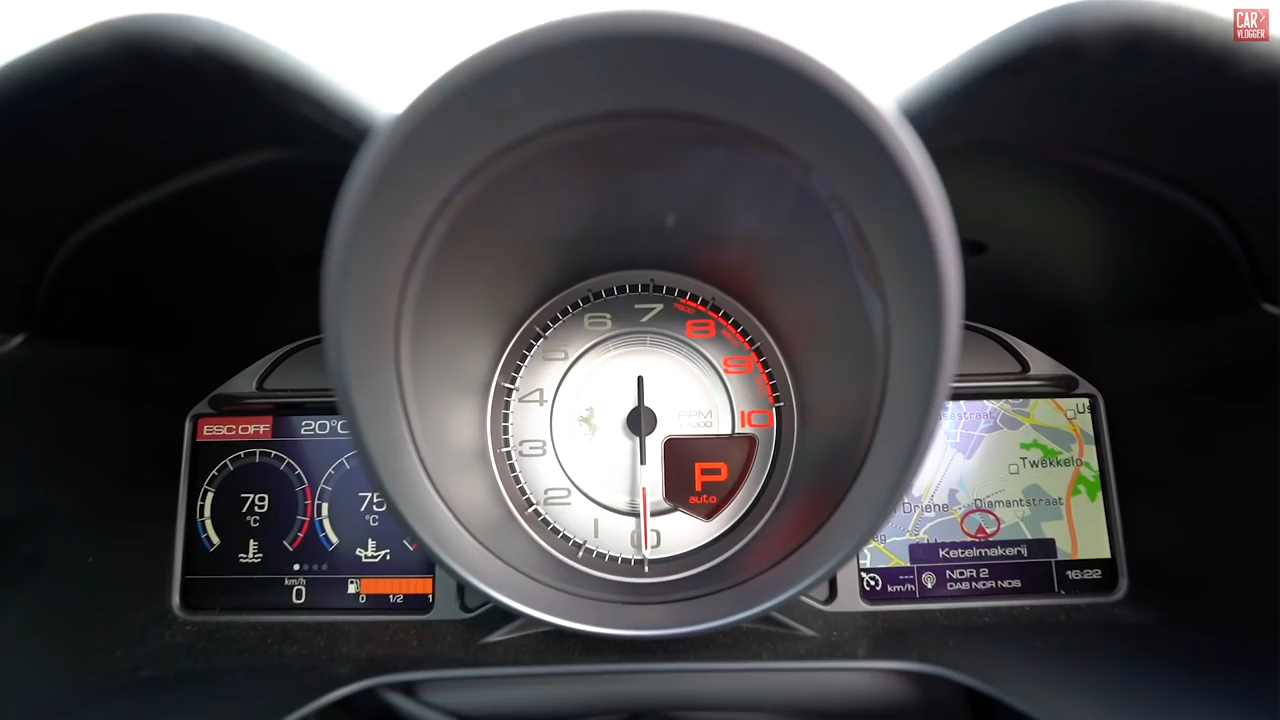 CAR
VLOGGER
ESC OFF
20°C
79
°C
75
°C
km/h
0
0
1/2
1
0
1
2
3
4
5
6
7
8
9
10
RPM
x1000
P
auto
Twekkelo
Driene
Diamantstraat
Ketelmakerij
km/h
NDR 2
DAB NDR NDS
16:22